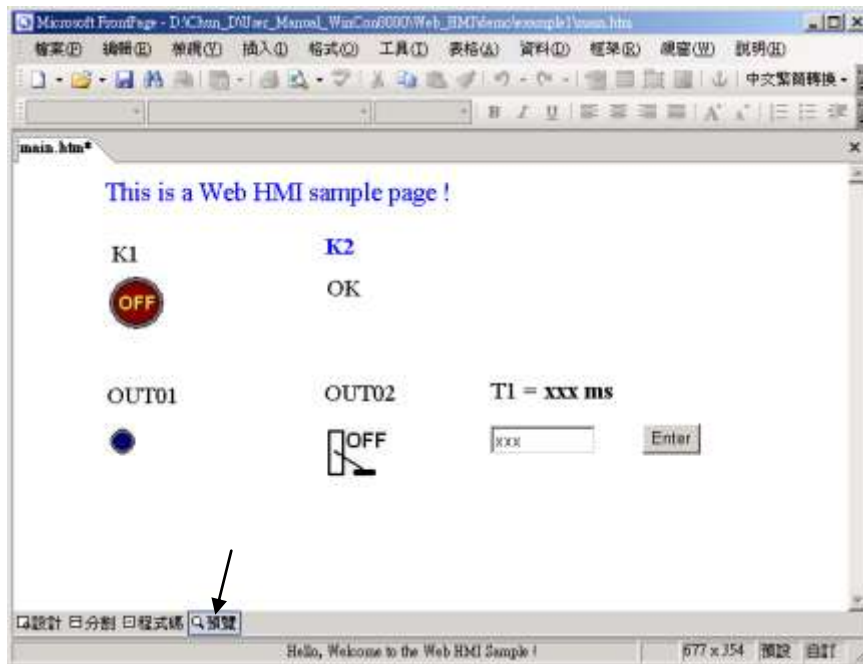 Microsoft FrontPage - D:\Chun_D\User_Manual_WinCon8000\Web_HMI\demo\example1\main.htm
檔案(F) 編輯(E) 檢視(V) 插入(I) 格式(O) 工具(T) 表格(A) 資料(D) 框架(R) 視窗(W) 說明(H)
中文繁簡轉換
B I U A A
main.htm*
This is a Web HMI sample page !
K1 K2
OFF OK
OUT01 OUT02 T1 = xxx ms
OFF xxx Enter
設計 分割 程式碼 預覽
Hello, Welcome to the Web HMI Sample ! 677 x 354 預設 自訂